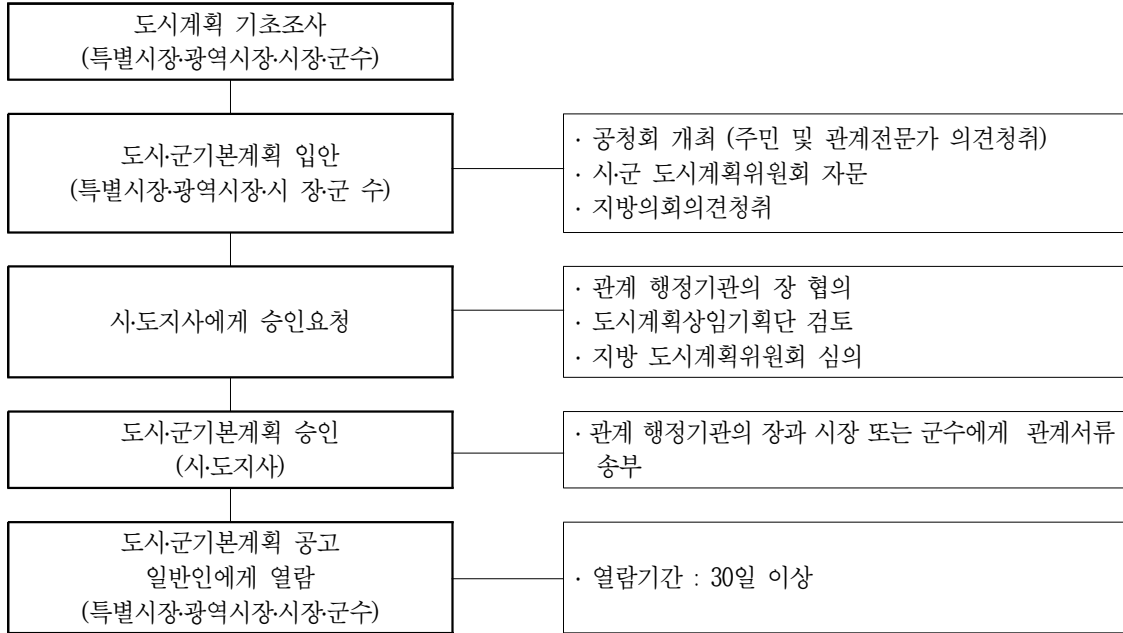 도시계획 기초조사
(특별시장·광역시장·시장·군수)
도시·군기본계획 입안
(특별시장·광역시장·시 장·군 수)
· 공청회 개최 (주민 및 관계전문가 의견청취)
· 시·군 도시계획위원회 자문
· 지방의회의견청취
시·도지사에게 승인요청
· 관계 행정기관의 장 협의
· 도시계획상임기획단 검토
· 지방 도시계획위원회 심의
도시·군기본계획 승인
(시·도지사)
· 관계 행정기관의 장과 시장 또는 군수에게 관계서류
송부
도시·군기본계획 공고
일반인에게 열람
(특별시장·광역시장·시장·군수)
· 열람기간 : 30일 이상